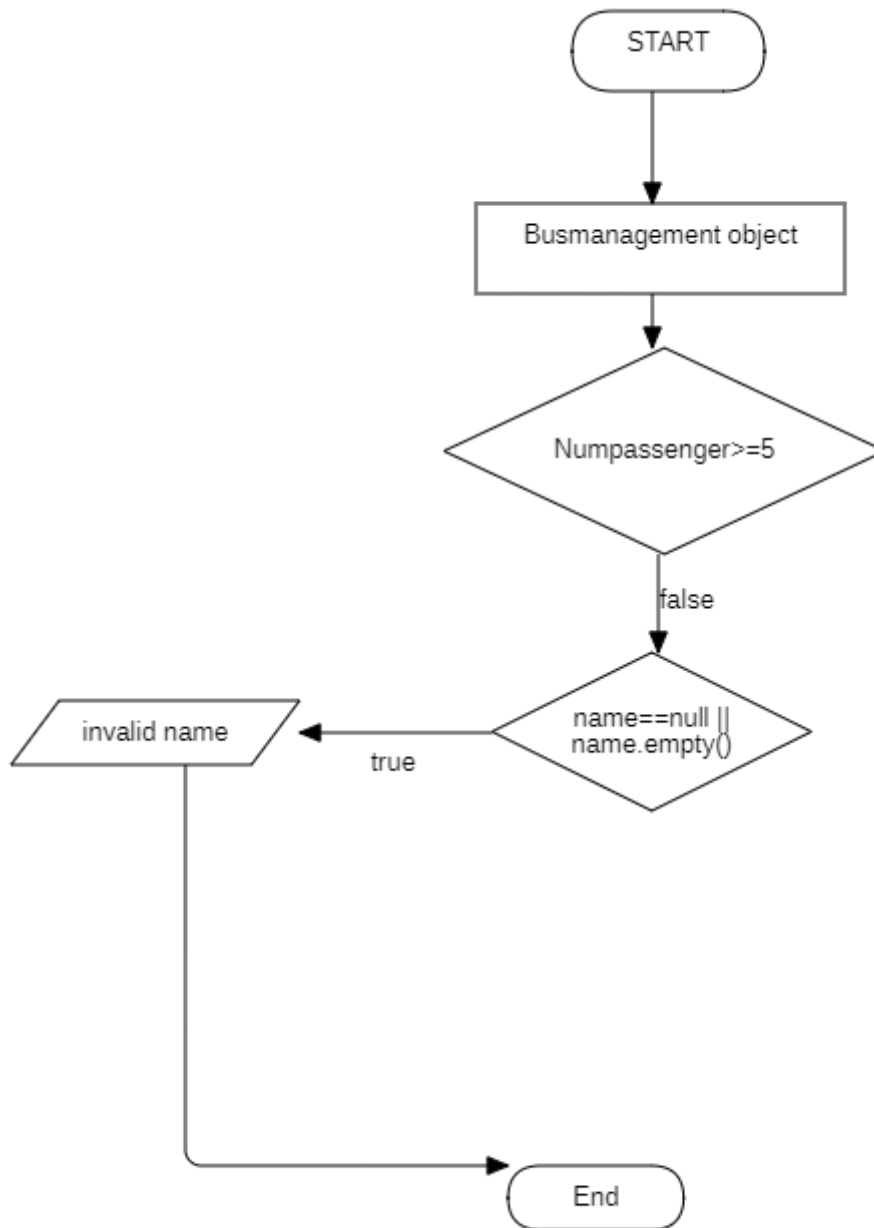 START
Busmanagement object
Numpassenger>=5
false
name==null ||
name.empty()
invalid name
true
End